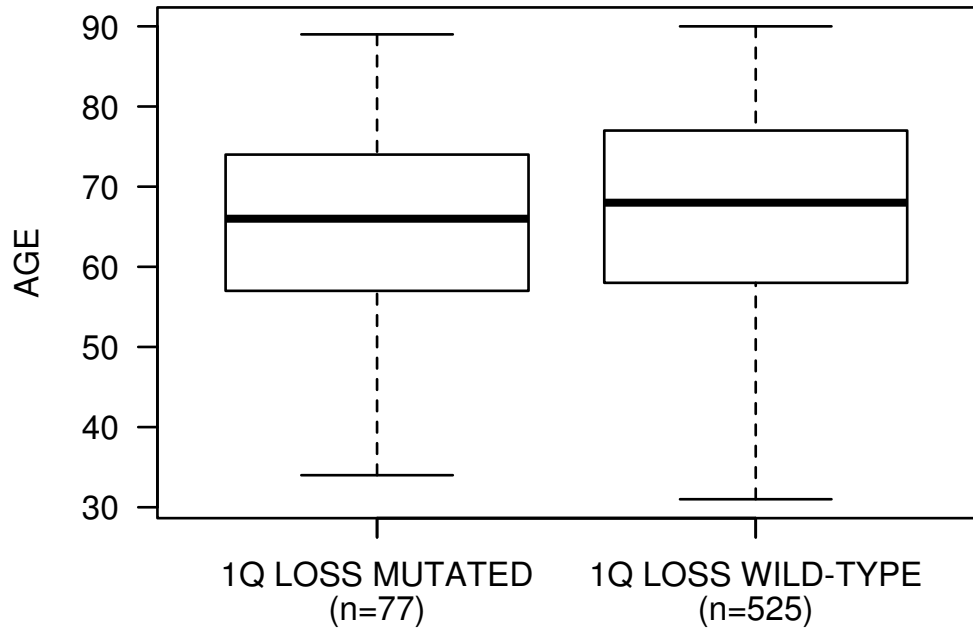 90
80
70
60
50
40
30
AGE
1Q LOSS MUTATED
(n=77)
1Q LOSS WILD-TYPE
(n=525)